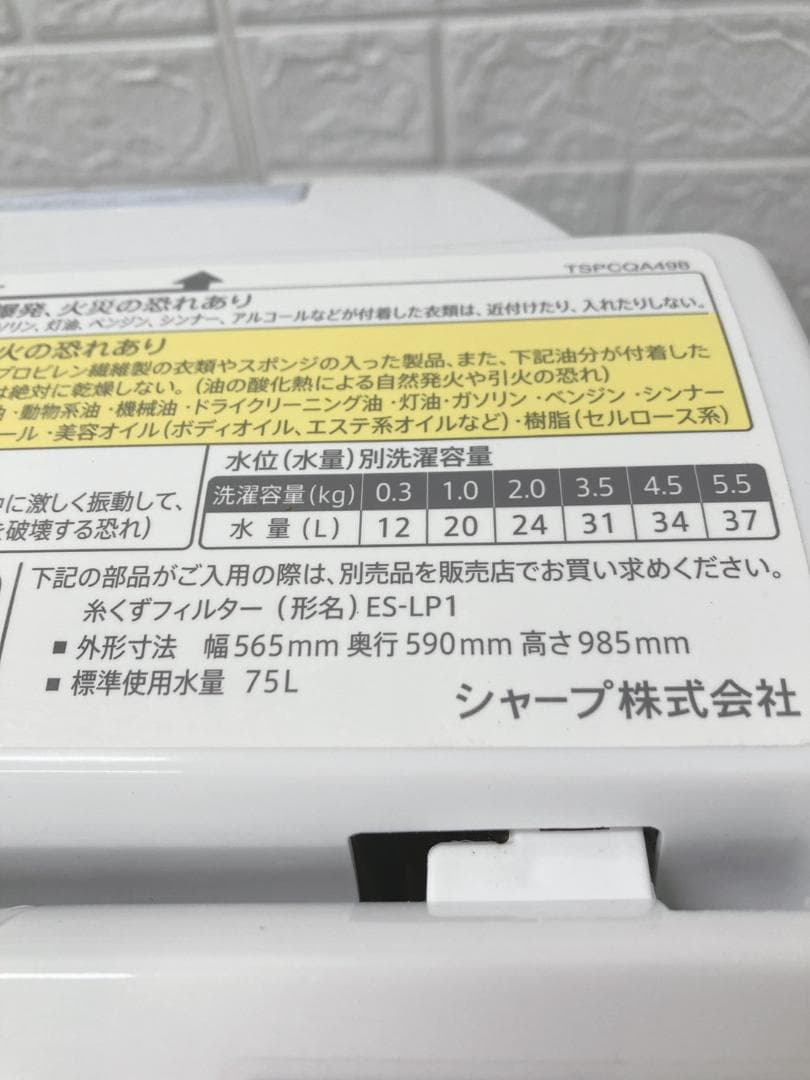 TSPCQA498
爆発、火災の恐れあり
ソリン、灯油、ベンジン、シンナー、アルコールなどが付着した衣類は、近付けたり、入れたりしない。
火の恐れあり
プロピレン繊維製の衣類やスポンジの入った製品、また、下記油分が付着した
は絶対に乾燥しない。(油の酸化熱による自然発火や引火の恐れ)
油・動物系油・機械油・ドライクリーニング油・灯油・ガソリン・ベンジン・シンナー
ール・美容オイル(ボディオイル、エステ系オイルなど)・樹脂(セルロース系)
中に激しく振動して、
を破壊する恐れ)
水位(水量)別洗濯容量
洗濯容量(kg) 0.3 1.0 2.0 3.5 4.5 5.5
水量(L) 12 20 24 31 34 37
下記の部品がご入用の際は、別売品を販売店でお買い求めください。
糸くずフィルター(形名)ES-LP1
■ 外形寸法 幅565mm 奥行590mm 高さ985mm
■ 標準使用水量 75L
シャープ株式会社